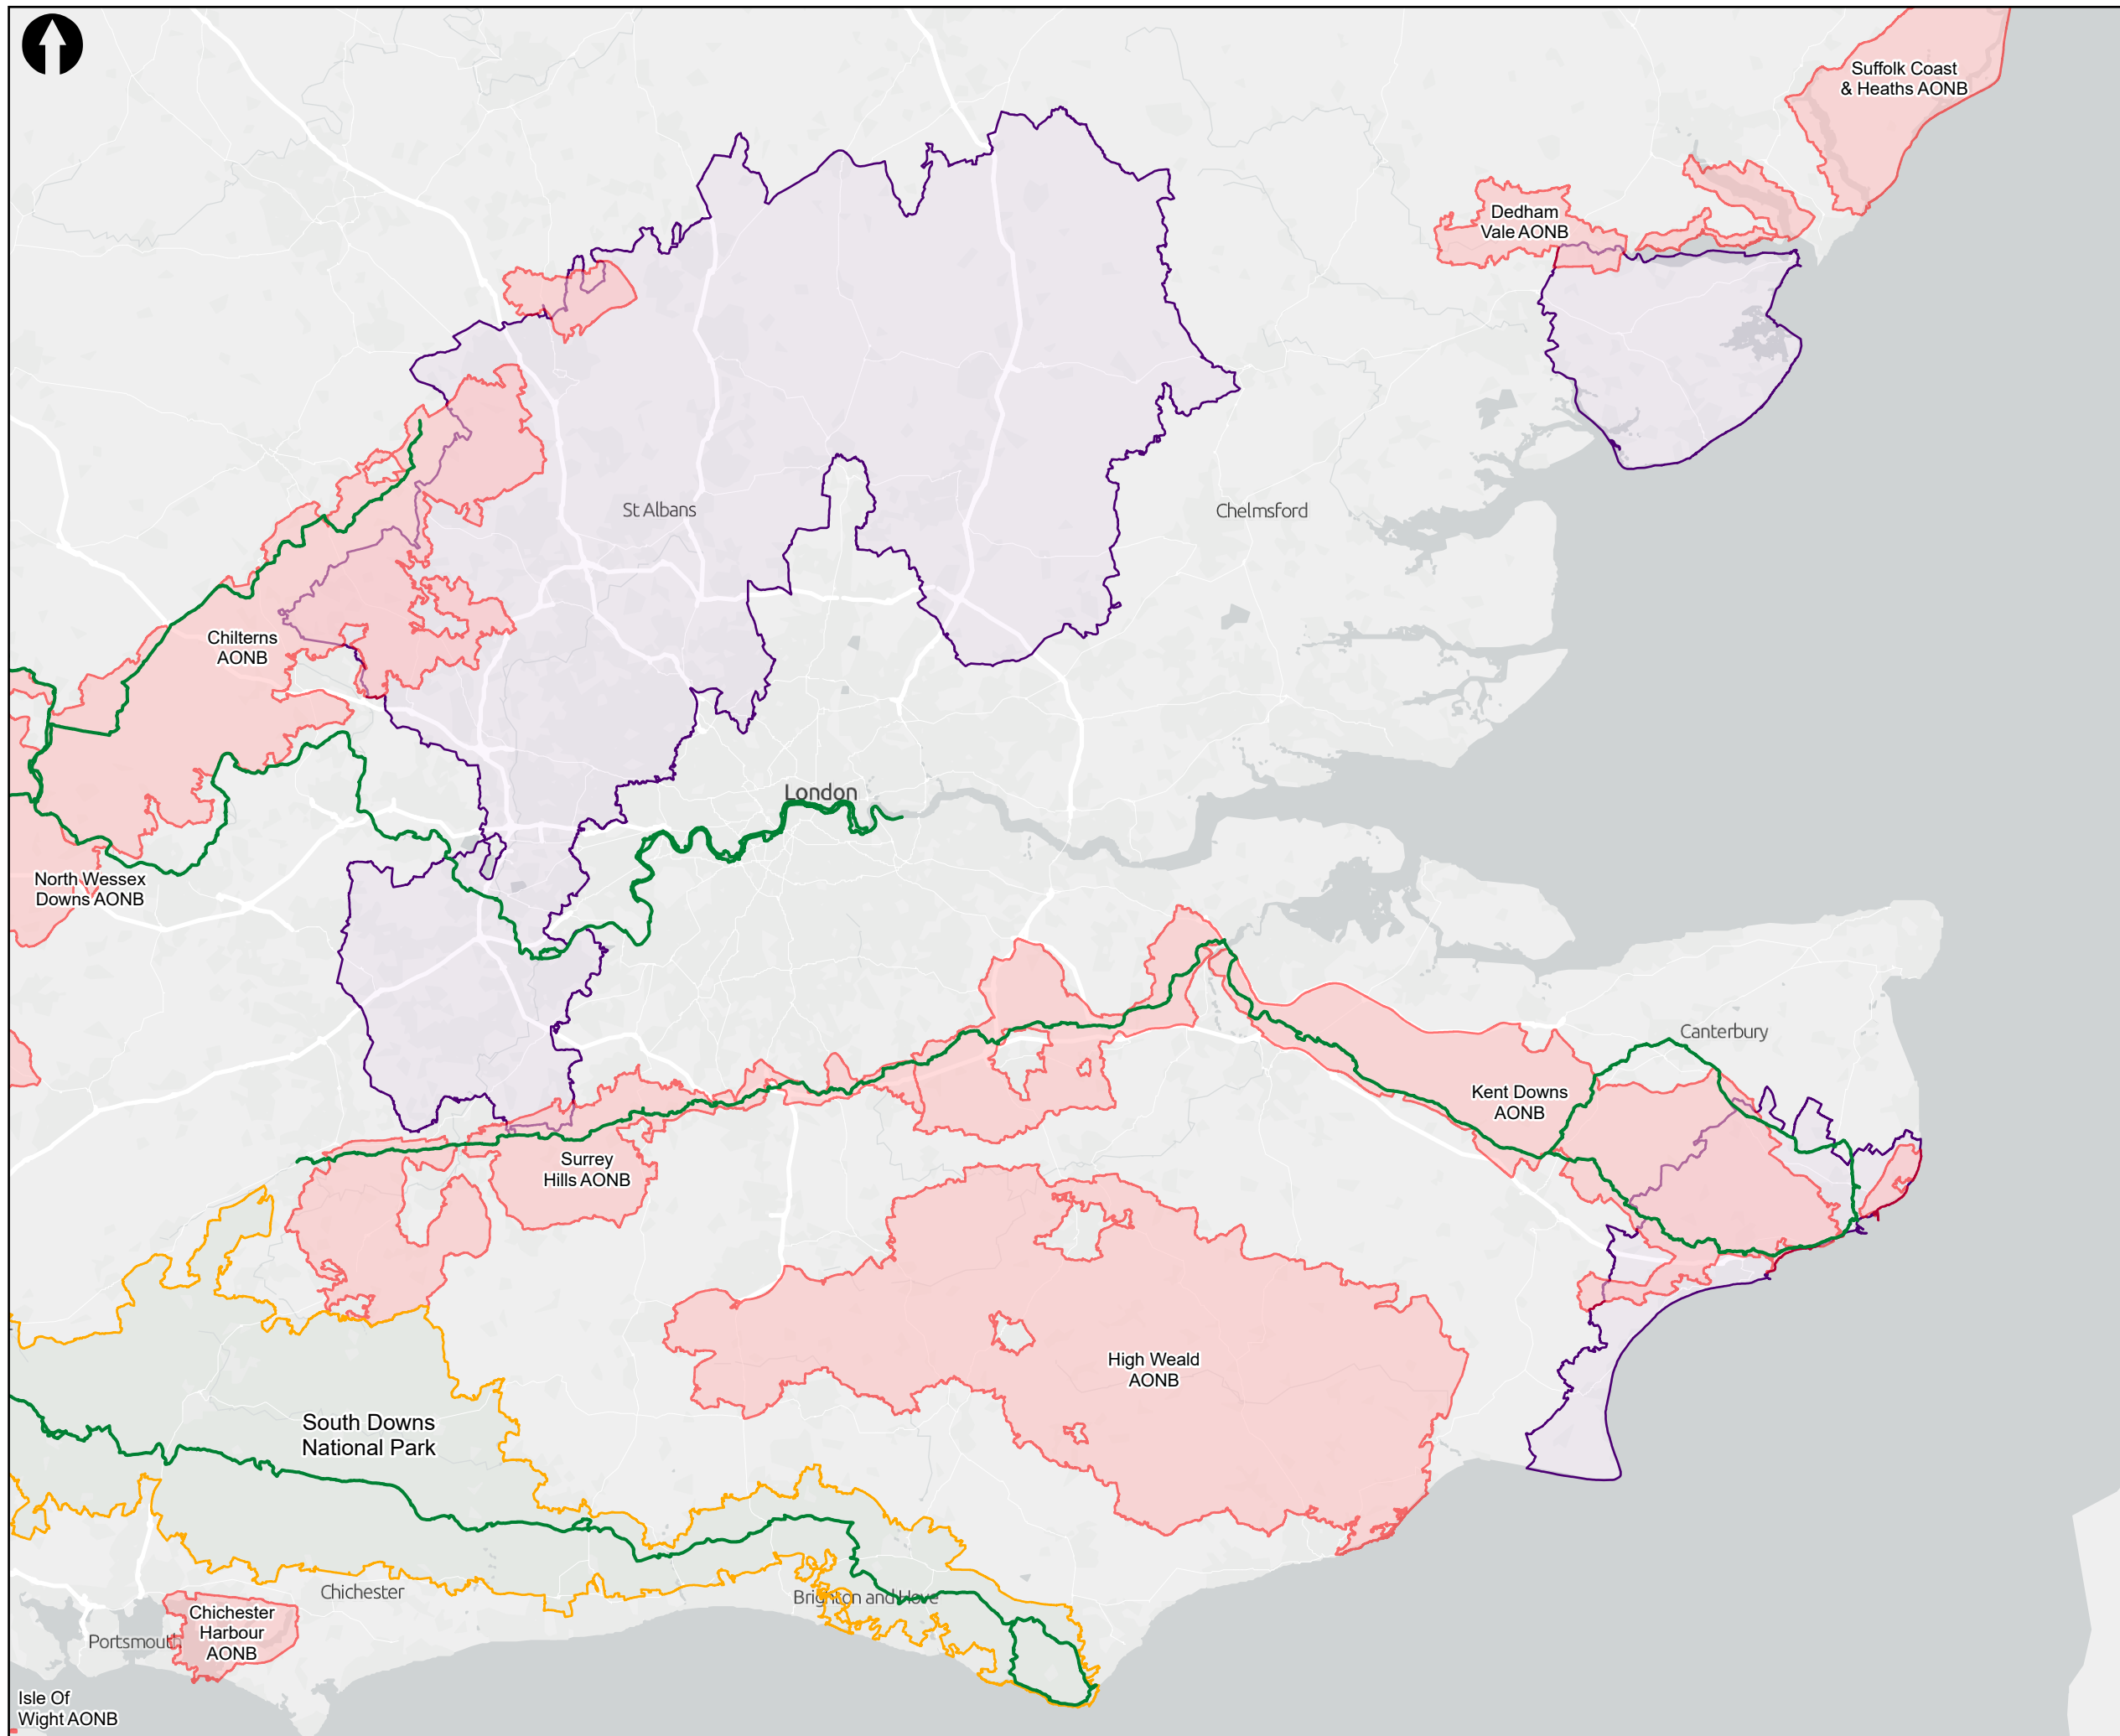 Suffolk Coast
& Heaths AONB
Dedham
Vale AONB
St Albans
Chelmsford
Chilterns
AONB
London
North Wessex
Downs AONB
Canterbury
Kent Downs
AONB
Surrey
Hills AONB
High Weald
AONB
South Downs
National Park
Chichester
Brighton and Hove
Chichester
Harbour
AONB
Portsmouth
Isle Of
Wight AONB